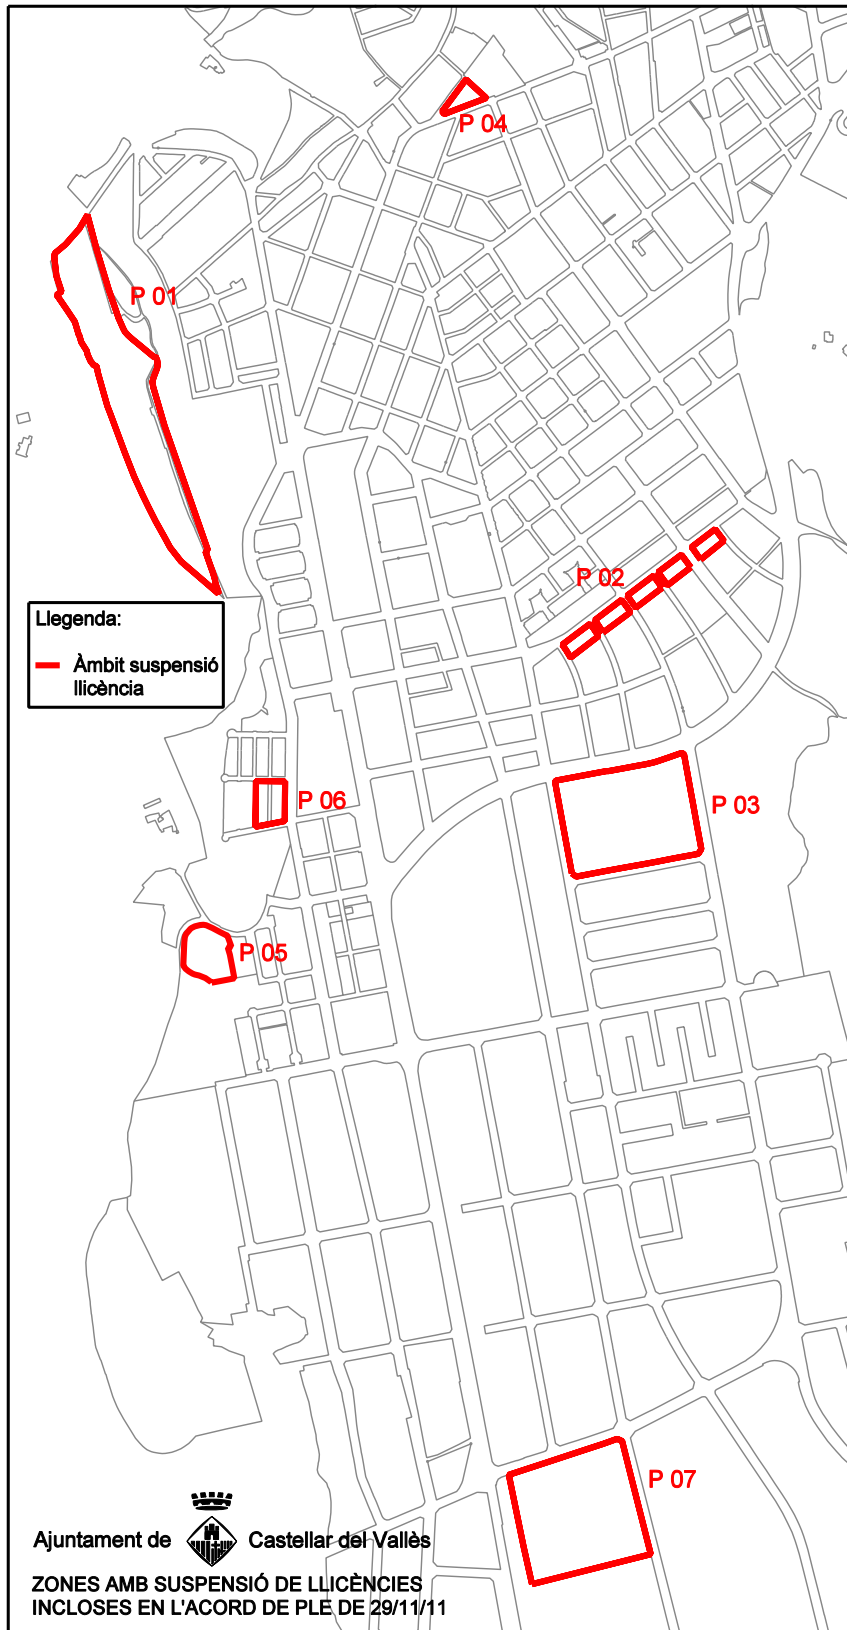 P 04
P 01
P 02
Llegenda:
Àmbit suspensió
llicència
P 06
P 03
P 05
P 07
Ajuntament de Castellar del Vallès
ZONES AMB SUSPENSIÓ DE LLICÈNCIES
INCLOSES EN L'ACORD DE PLE DE 29/11/11